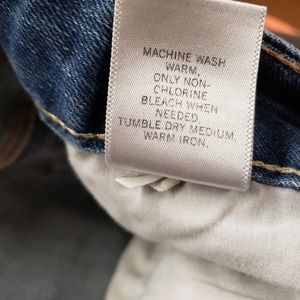 MACHINE WASH
WARM,
ONLY NON-
CHLORINE
BLEACH WHEN
NEEDED.
TUMBLE DRY MEDIUM.
WARM IRON.